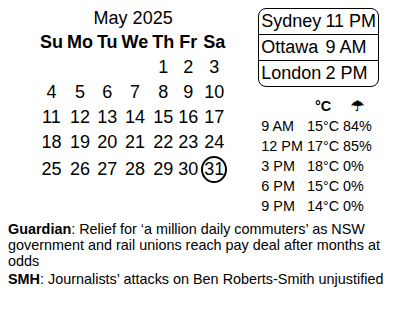 May 2025
Su Mo Tu We Th Fr Sa
1 2 3
4 5 6 7 8 9 10
11 12 13 14 15 16 17
18 19 20 21 22 23 24
25 26 27 28 29 30 31
Sydney 11 PM
Ottawa 9 AM
London 2 PM
°C ☂
9 AM 15°C 84%
12 PM 17°C 85%
3 PM 18°C 0%
6 PM 15°C 0%
9 PM 14°C 0%
Guardian: Relief for ‘a million daily commuters’ as NSW
government and rail unions reach pay deal after months at
odds
SMH: Journalists’ attacks on Ben Roberts-Smith unjustified